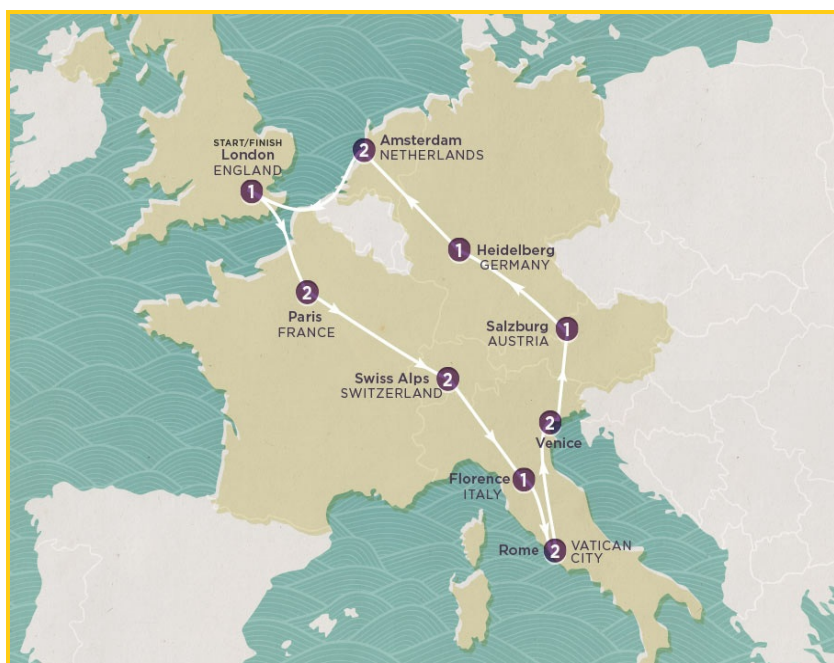 START/FINISH
London
ENGLAND
1
2
Amsterdam
NETHERLANDS
1
Heidelberg
GERMANY
2
Paris
FRANCE
Salzburg
AUSTRIA
1
Swiss Alps
SWITZERLAND
2
2
Venice
Florence
ITALY
1
Rome
2
VATICAN
CITY